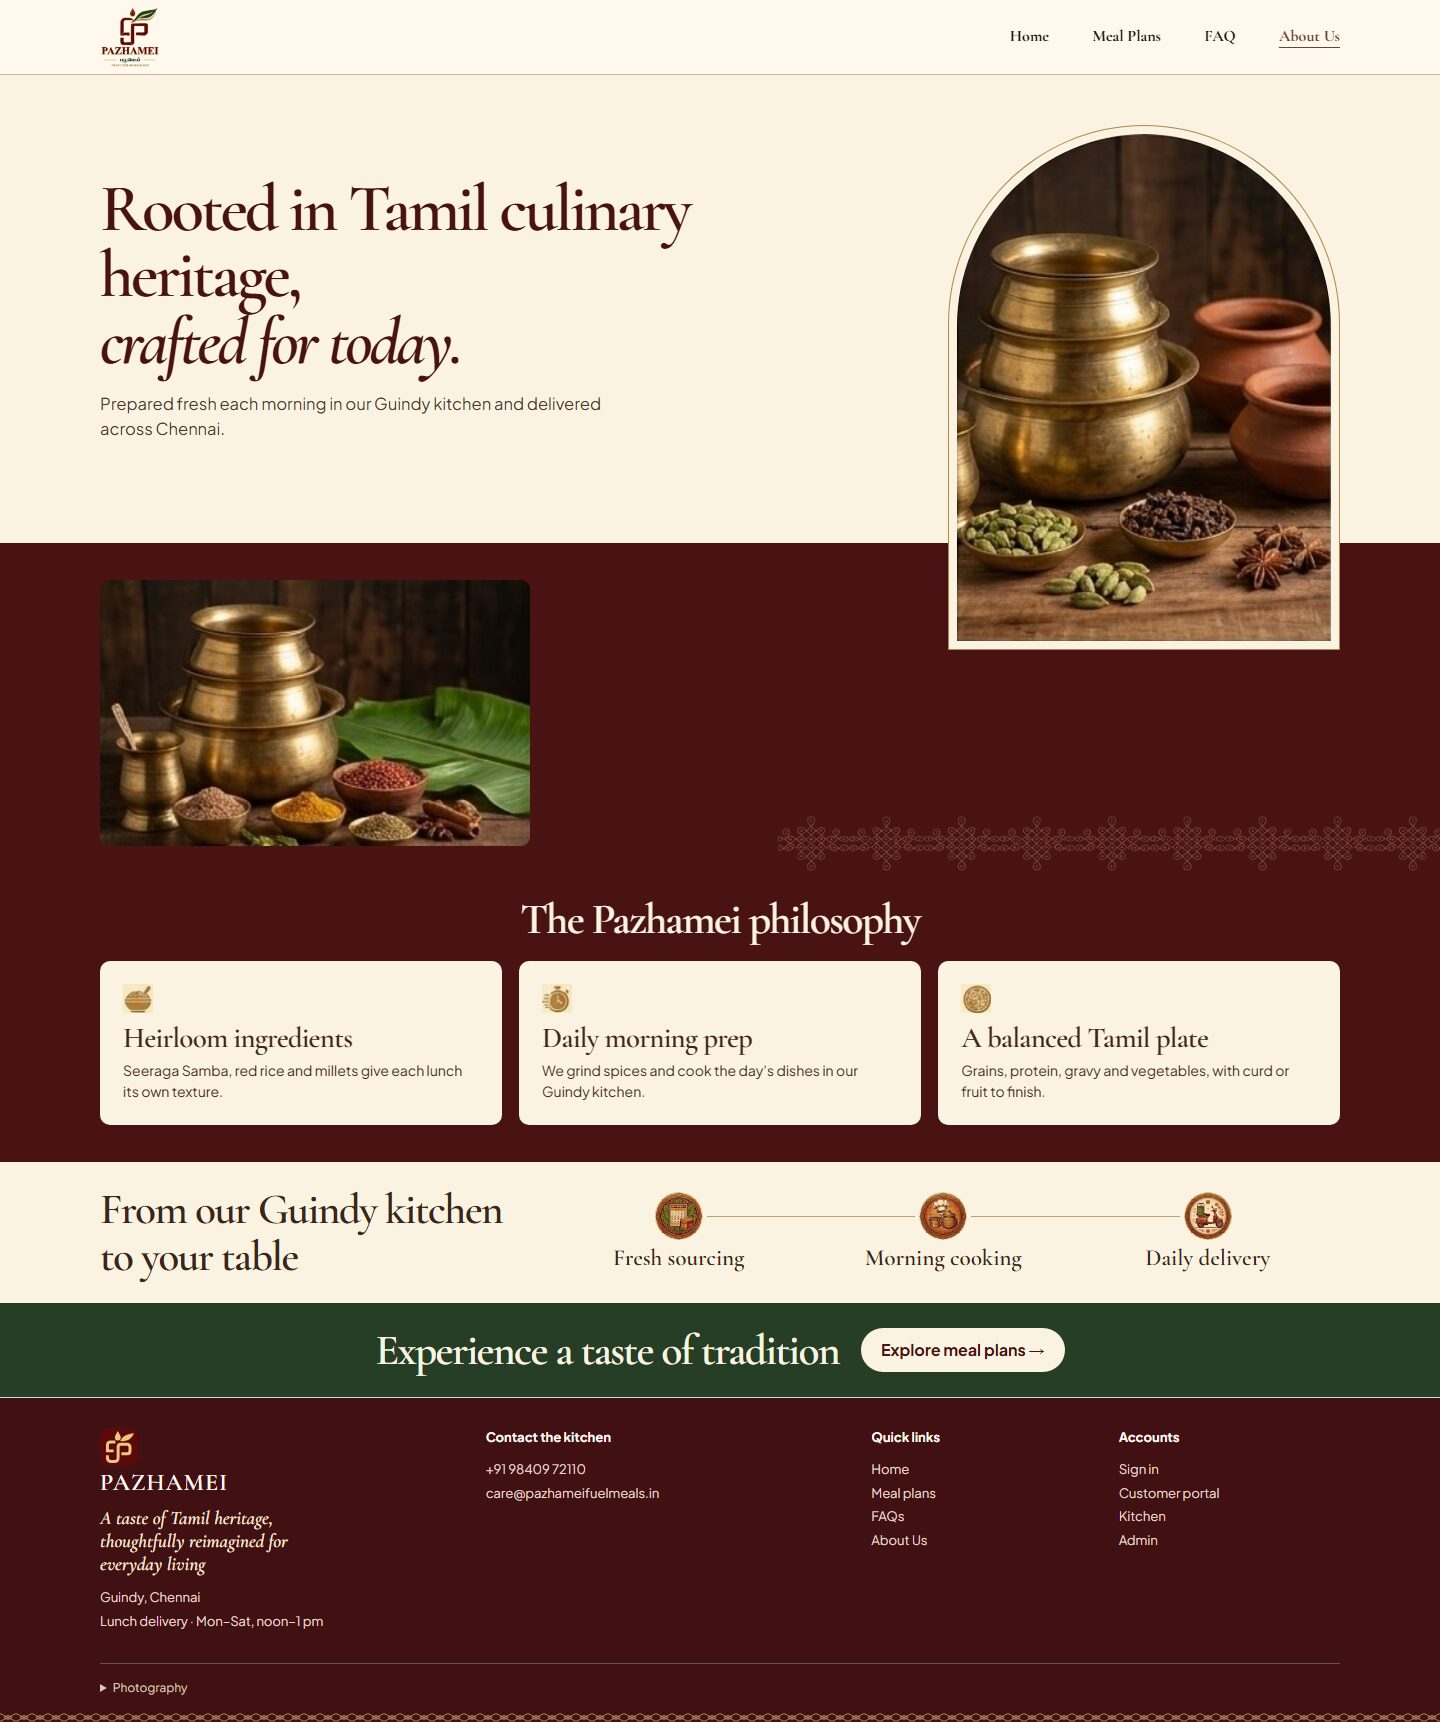 PAZHAMEI
பழமை
Home
Meal Plans
FAQ
About Us
Rooted in Tamil culinary
heritage,
crafted for today.
Prepared fresh each morning in our Guindy kitchen and delivered
across Chennai.
The Pazhamei philosophy
Heirloom ingredients
Seeraga Samba, red rice and millets give each lunch
its own texture.
Daily morning prep
We grind spices and cook the day’s dishes in our
Guindy kitchen.
A balanced Tamil plate
Grains, protein, gravy and vegetables, with curd or
fruit to finish.
From our Guindy kitchen
to your table
Fresh sourcing
Morning cooking
Daily delivery
Experience a taste of tradition
Explore meal plans →
PAZHAMEI
A taste of Tamil heritage,
thoughtfully reimagined for
everyday living
Guindy, Chennai
Lunch delivery · Mon–Sat, noon–1 pm
Contact the kitchen
+91 98409 72110
care@pazhameifuelmeals.in
Quick links
Home
Meal plans
FAQs
About Us
Accounts
Sign in
Customer portal
Kitchen
Admin
Photography